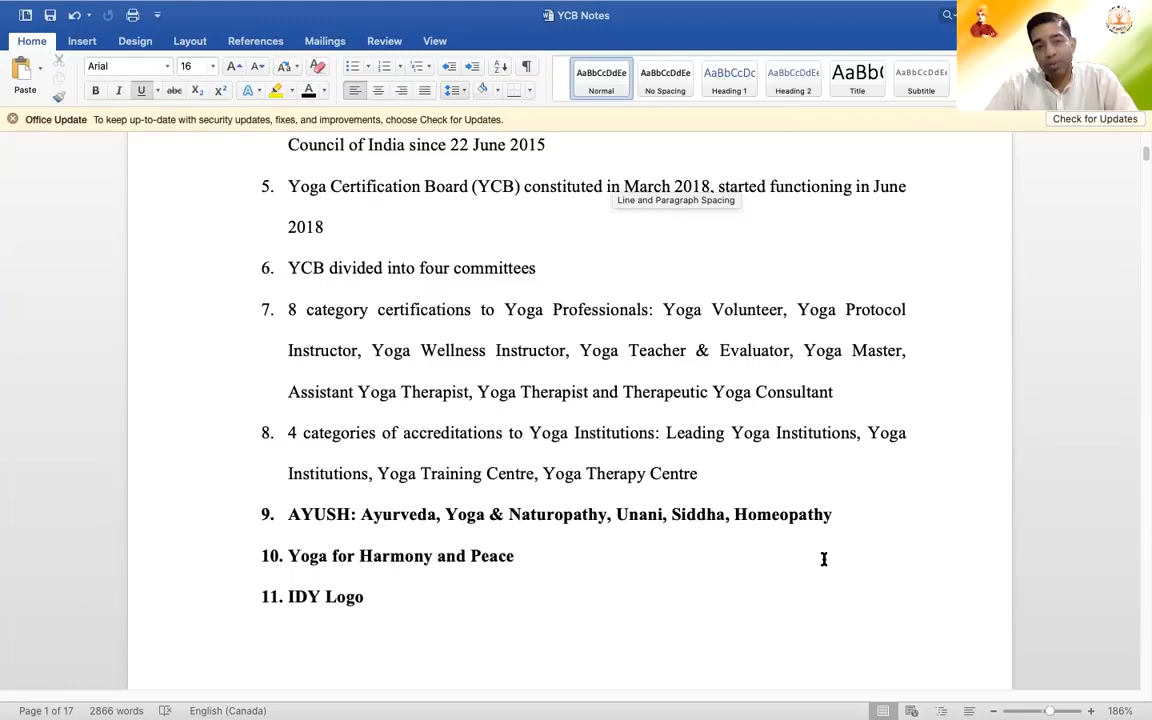 YCB Notes
Home Insert Design Layout References Mailings Review View
Paste
Arial 16
AaBbCcDdEe AaBbCcDdEe AaBbCcDc AaBbCcDdEe AaBb( AaBbCcDdEe
Normal No Spacing Heading 1 Heading 2 Title Subtitle
Office Update To keep up-to-date with security updates, fixes, and improvements, choose Check for Updates.
Check for Updates
Council of India since 22 June 2015
5. Yoga Certification Board (YCB) constituted in March 2018, started functioning in June
Line and Paragraph Spacing
2018
6. YCB divided into four committees
7. 8 category certifications to Yoga Professionals: Yoga Volunteer, Yoga Protocol
Instructor, Yoga Wellness Instructor, Yoga Teacher & Evaluator, Yoga Master,
Assistant Yoga Therapist, Yoga Therapist and Therapeutic Yoga Consultant
8. 4 categories of accreditations to Yoga Institutions: Leading Yoga Institutions, Yoga
Institutions, Yoga Training Centre, Yoga Therapy Centre
9. AYUSH: Ayurveda, Yoga & Naturopathy, Unani, Siddha, Homeopathy
10. Yoga for Harmony and Peace
11. IDY Logo
Page 1 of 17 2866 words English (Canada) 186%